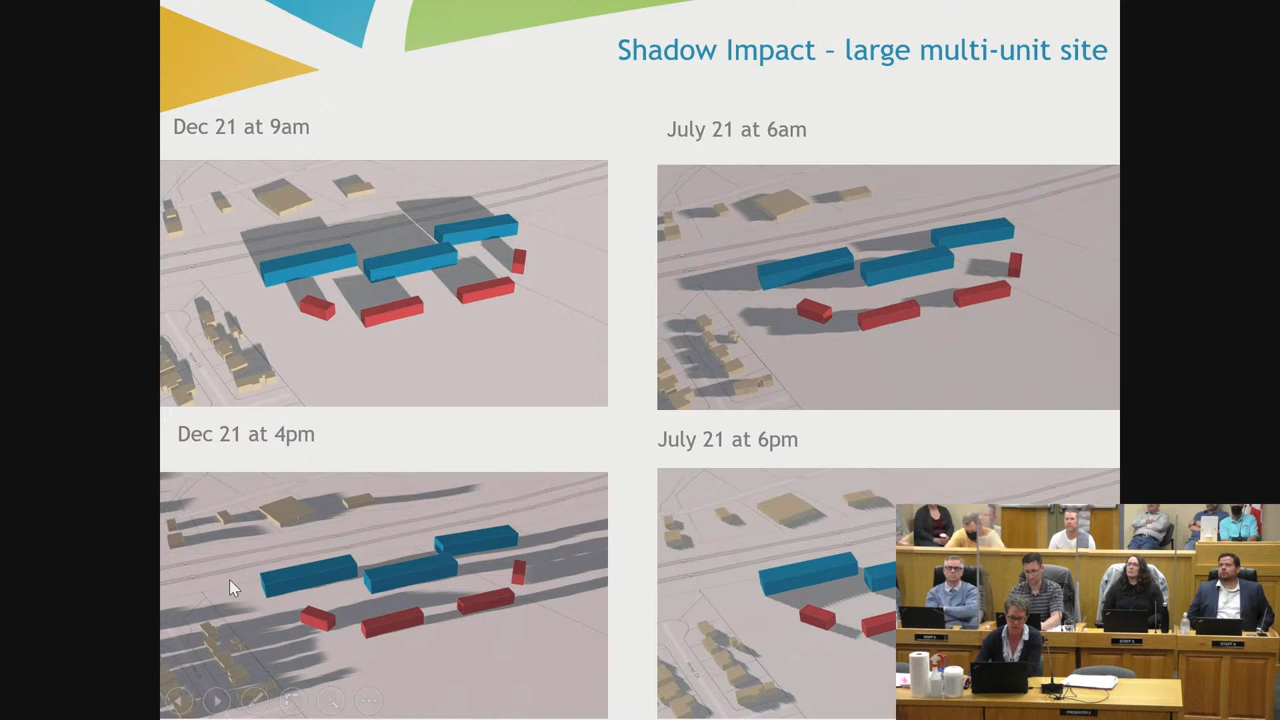 Shadow Impact – large multi-unit site
Dec 21 at 9am
July 21 at 6am
Dec 21 at 4pm
July 21 at 6pm